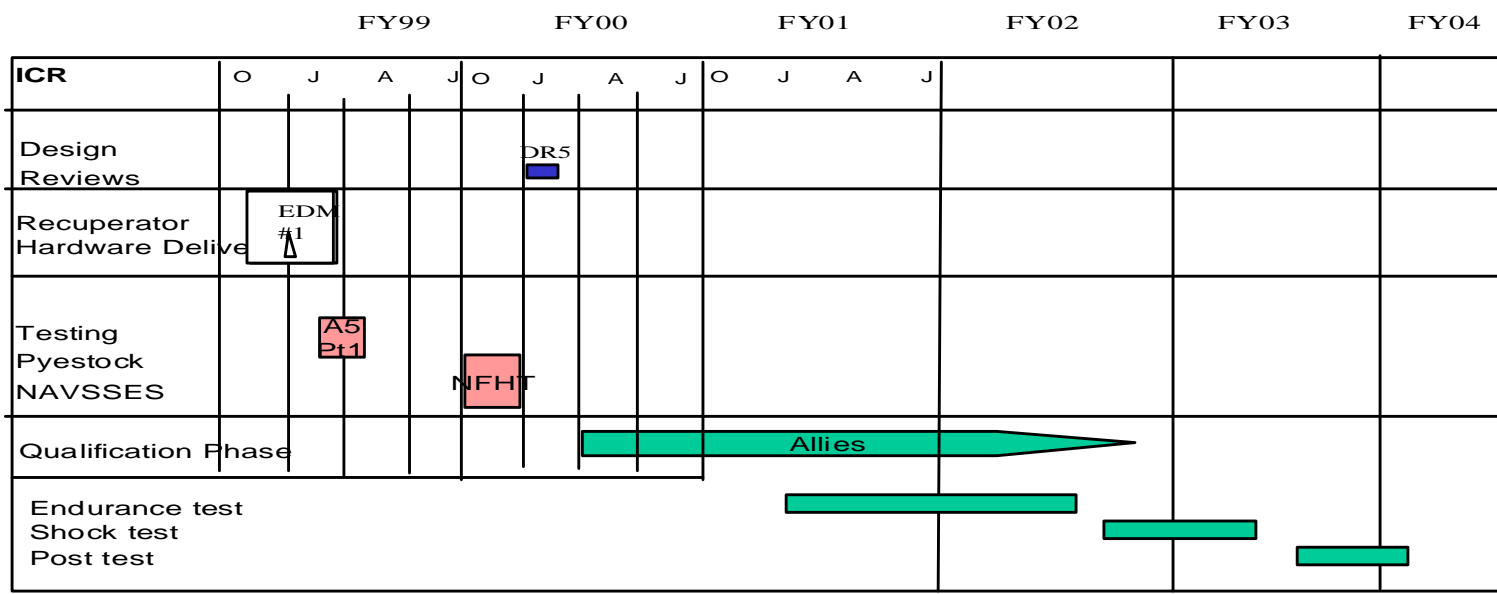 FY99 FY00 FY01 FY02 FY03 FY04
ICR O J A J O J A J O J A J
Design
Reviews
DR5
Recuperator
Hardware Delive
EDM
#1
Testing
Pyestock
NAVSSES
A5
Pt1
NFHT
Qualification Phase
Allies
Endurance test
Shock test
Post test